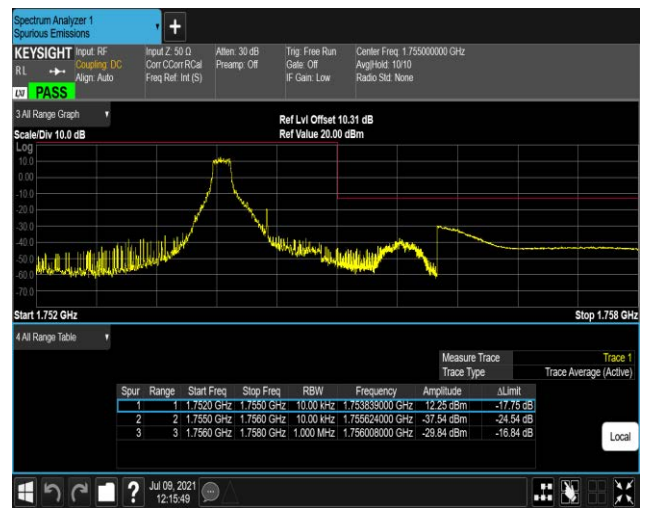 Spectrum Analyzer 1
Spurious Emissions
+
KEYSIGHT Input: RF Input Z: 50 Ω Atten: 30 dB Trig: Free Run Center Freq: 1.755000000 GHz
RL Coupling: DC Corr CCorr RCal Preamp: Off Gate: Off Avg|Hold: 10/10
Align: Auto Freq Ref: Int (S) IF Gain: Low Radio Std: None
LXI PASS
3 All Range Graph
Ref Lvl Offset 10.31 dB
Scale/Div 10.0 dB Ref Value 20.00 dBm
Log
10.0
0.00
-10.0
-20.0
-30.0
-40.0
-50.0
-60.0
-70.0
Start 1.752 GHz Stop 1.758 GHz
4 All Range Table
Measure Trace Trace 1
Trace Type Trace Average (Active)
Spur Range Start Freq Stop Freq RBW Frequency Amplitude ΔLimit
1 1 1.7520 GHz 1.7550 GHz 10.00 kHz 1.753839000 GHz 12.25 dBm -17.75 dB
2 2 1.7550 GHz 1.7560 GHz 10.00 kHz 1.755624000 GHz -37.54 dBm -24.54 dB
3 3 1.7560 GHz 1.7580 GHz 1.000 MHz 1.756008000 GHz -29.84 dBm -16.84 dB
Local
? Jul 09, 2021
12:15:49